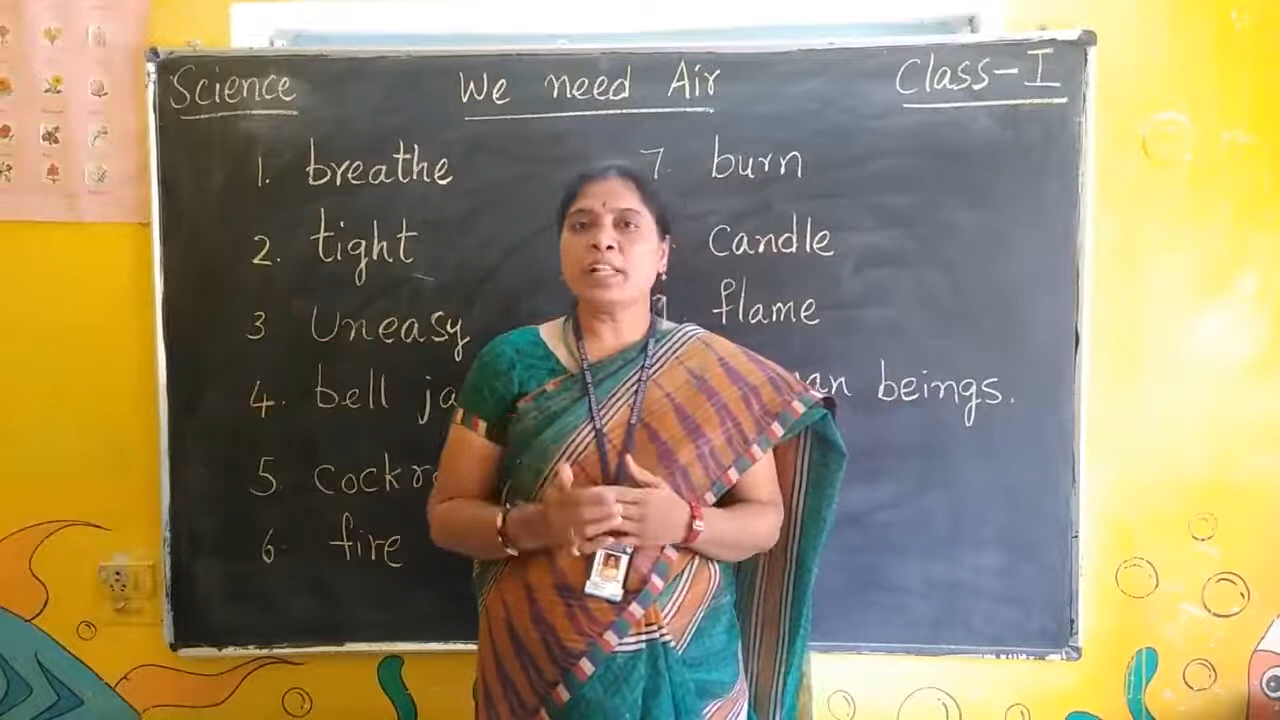 Science We need Air Class-I
1. breathe
2. tight
3 Uneasy
4. bell
5.
6. fire
7. burn
Candle
flame
beings.